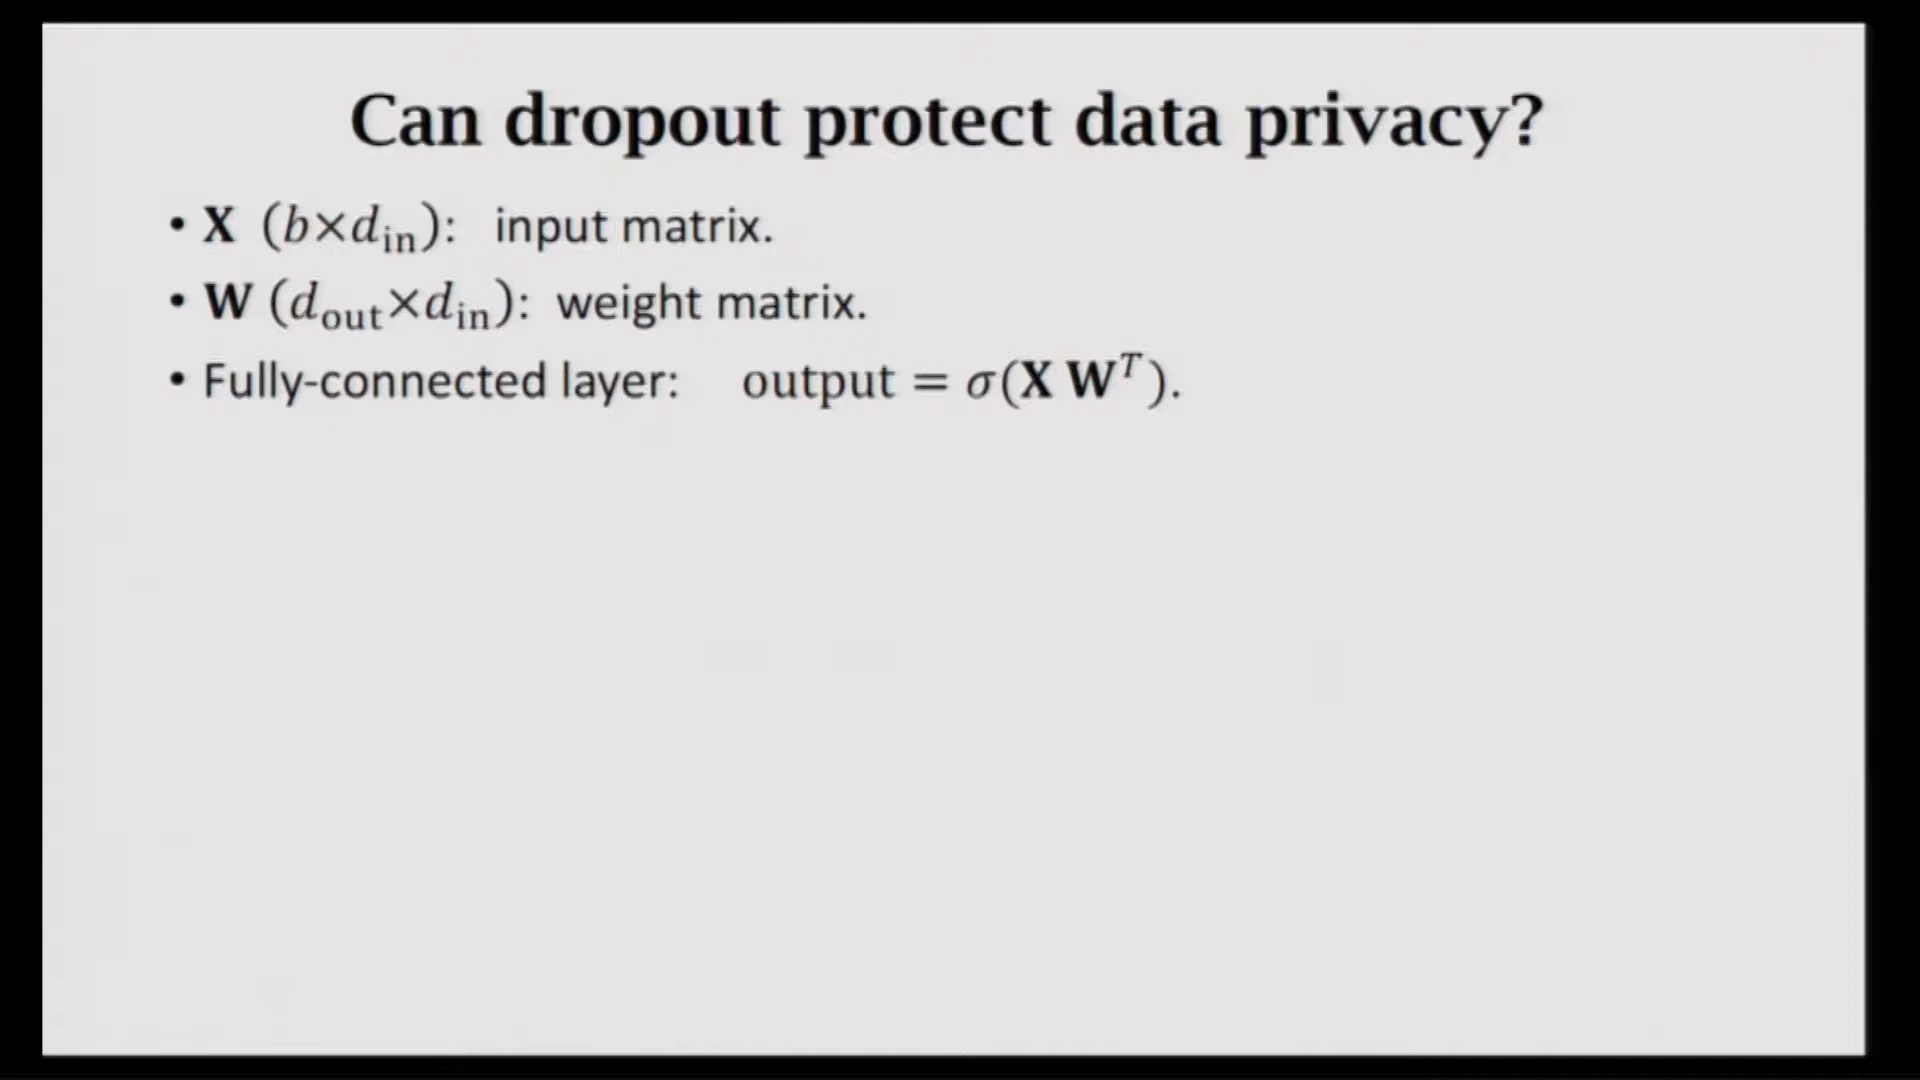 Can dropout protect data privacy?
• X (b×d_in): input matrix.
• W (d_out×d_in): weight matrix.
• Fully-connected layer: output = σ(X W^T).